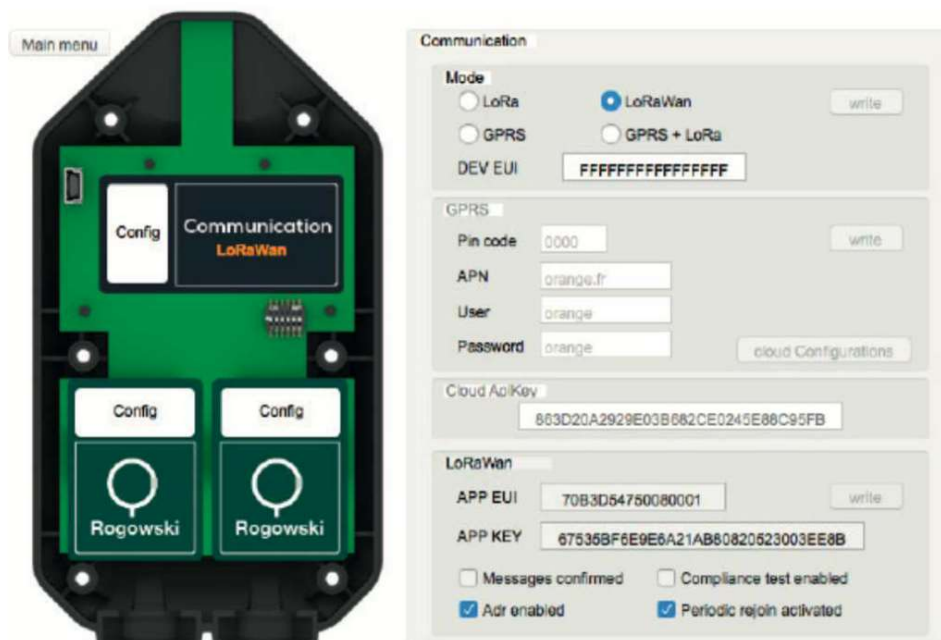 Main menu
Config
Communication
LoRaWan
Config
Config
Rogowski
Rogowski
Communication
Mode
LoRa
LoRaWan
write
GPRS
GPRS + LoRa
DEV EUI
FFFFFFFFFFFFFFFF
GPRS
Pin code
0000
write
APN
orange.fr
User
orange
Password
orange
cloud Configurations
Cloud ApiKey
863D20A2929E03B682CE0245E88C95FB
LoRaWan
APP EUI
70B3D54750080001
write
APP KEY
67535BF6E9E6A21AB80820523003EE8B
Messages confirmed
Compliance test enabled
Adr enabled
Periodic rejoin activated